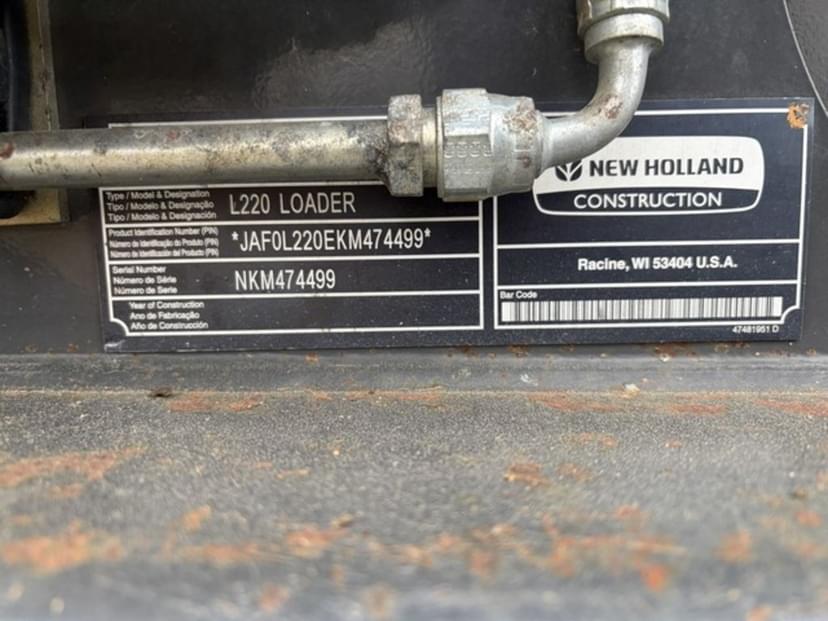 Type / Model & Designation
Tipo / Modelo & Designação
Tipo / Modelo & Designación
L220 LOADER
Product Identification Number (PIN)
Número de Identificação do Produto (PIN)
Número de Identificación del Producto (PIN)
*JAF0L220EKM474499*
Serial Number
Número de Série
Número de Serie
NKM474499
Year of Construction
Ano de Fabricação
Año de Construcción
NEW HOLLAND
CONSTRUCTION
Racine, WI 53404 U.S.A.
Bar Code
47481951 D